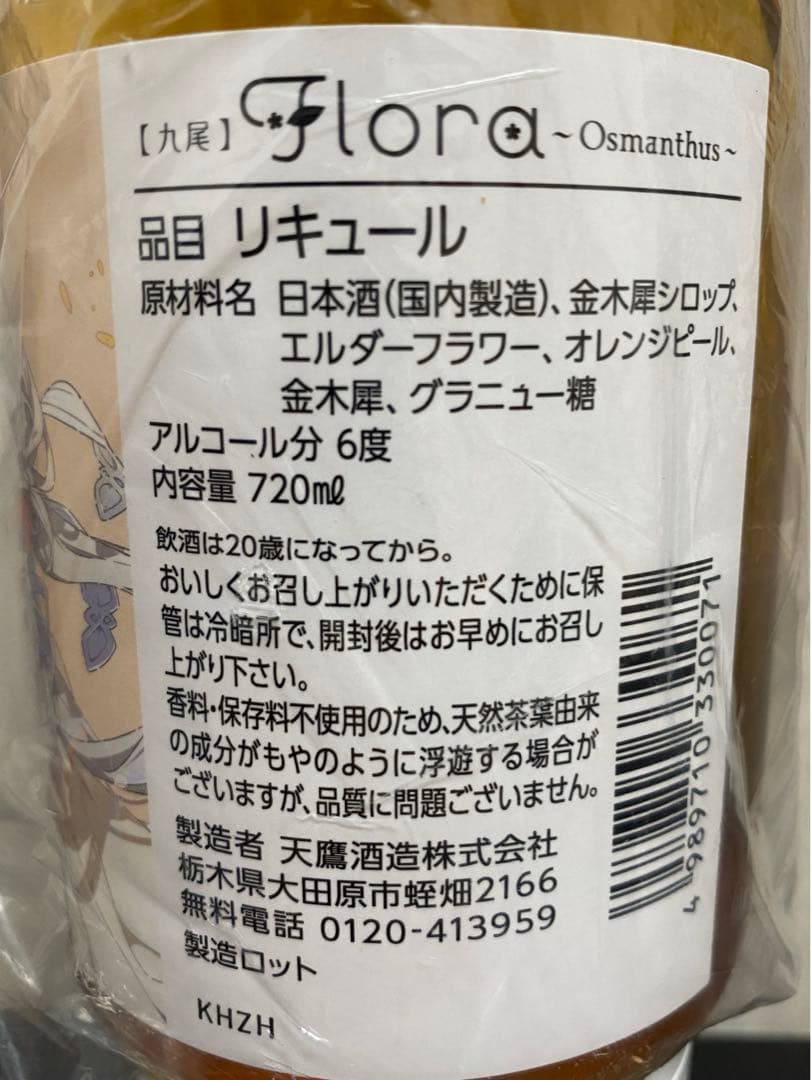 【九尾】Flora ~Osmanthus~
品目 リキュール
原材料名 日本酒(国内製造)、金木犀シロップ、
エルダーフラワー、オレンジピール、
金木犀、グラニュー糖
アルコール分 6度
内容量 720mℓ
飲酒は20歳になってから。
おいしくお召し上がりいただくために保
管は冷暗所で、開封後はお早めにお召し
上がり下さい。
香料・保存料不使用のため、天然茶葉由来
の成分がもやのように浮遊する場合が
ございますが、品質に問題ございません。
製造者 天鷹酒造株式会社
栃木県大田原市蛭畑2166
無料電話 0120-413959
製造ロット
KHZH
4 989710 330071